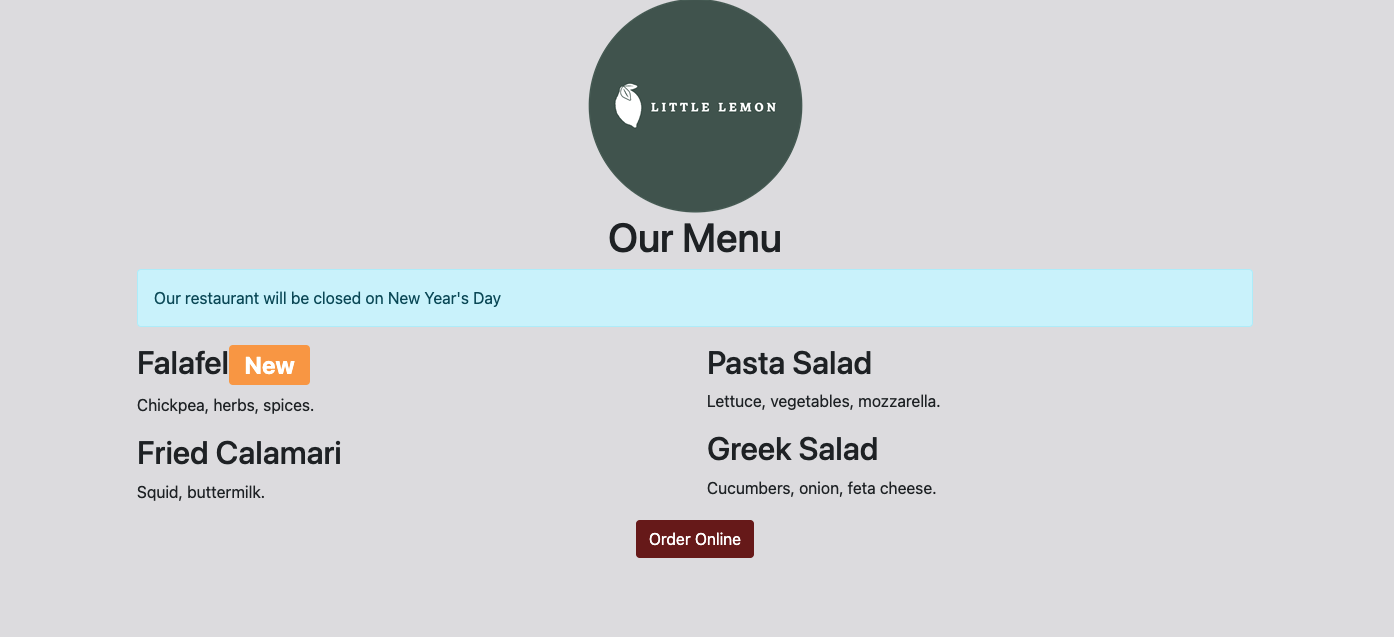 LITTLE LEMON
Our Menu
Our restaurant will be closed on New Year's Day
Falafel New
Chickpea, herbs, spices.
Fried Calamari
Squid, buttermilk.
Pasta Salad
Lettuce, vegetables, mozzarella.
Greek Salad
Cucumbers, onion, feta cheese.
Order Online